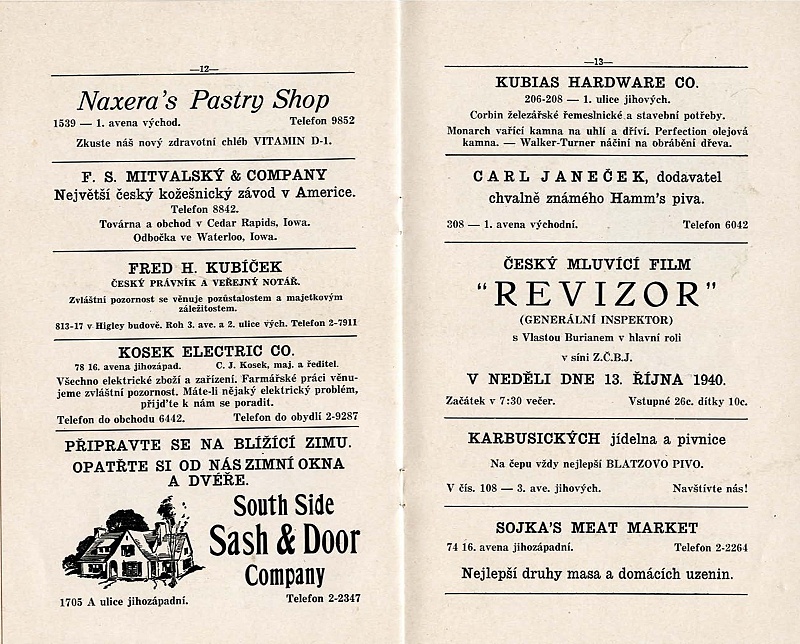 —12—
Naxera's Pastry Shop
1539 — 1. avena východ. Telefon 9852
Zkuste náš nový zdravotní chléb VITAMIN D-1.
F. S. MITVALSKÝ & COMPANY
Největší český kožešnický závod v Americe.
Telefon 8842.
Továrna a obchod v Cedar Rapids, Iowa.
Odbočka ve Waterloo, Iowa.
FRED H. KUBÍČEK
ČESKÝ PRÁVNÍK A VEŘEJNÝ NOTÁŘ.
Zvláštní pozornost se věnuje pozůstalostem a majetkovým
záležitostem.
813-17 v Higley budově. Roh 3. ave. a 2. ulice vých. Telefon 2-7911
KOSEK ELECTRIC CO.
78 16. avena jihozápad. C. J. Kosek, maj. a ředitel.
Všechno elektrické zboží a zařízení. Farmářské práci věnu-
jeme zvláštní pozornost. Máte-li nějaký elektrický problém,
přijd'te k nám se poradit.
Telefon do obchodu 6442. Telefon do obydlí 2-9287
PŘIPRAVTE SE NA BLÍŽÍCÍ ZIMU.
OPATŘTE SI OD NÁS ZIMNÍ OKNA
A DVÉŘE.
South Side
Sash & Door
Company
1705 A ulice jihozápadní. Telefon 2-2347
—13—
KUBIAS HARDWARE CO.
206-208 — 1. ulice jihových.
Corbin železářské řemeslnické a stavební potřeby.
Monarch vařící kamna na uhlí a dříví. Perfection olejová
kamna. — Walker-Turner náčiní na obrábění dřeva.
CARL JANEČEK, dodavatel
chvalně známého Hamm's piva.
308 — 1. avena východní. Telefon 6042
ČESKÝ MLUVÍCÍ FILM
"REVIZOR"
(GENERÁLNÍ INSPEKTOR)
s Vlastou Burianem v hlavní roli
v síni Z.Č.B.J.
V NEDĚLI DNE 13. ŘÍJNA 1940.
Začátek v 7:30 večer. Vstupné 26c. dítky 10c.
KARBUSICKÝCH jídelna a pivnice
Na čepu vždy nejlepší BLATZOVO PIVO.
V čís. 108 — 3. ave. jihových. Navštívte nás!
SOJKA'S MEAT MARKET
74 16. avena jihozápadní. Telefon 2-2264
Nejlepší druhy masa a domácích uzenin.